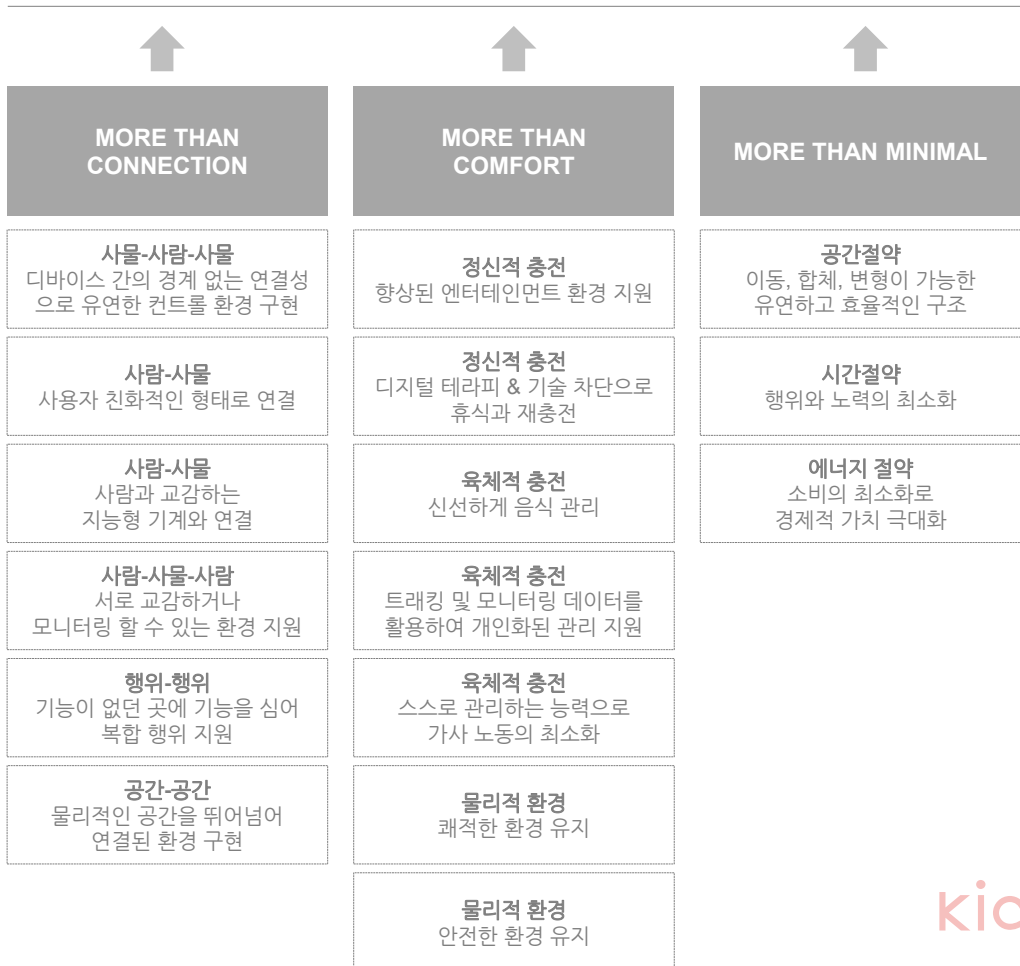 MORE THAN
CONNECTION
사물-사람-사물
디바이스 간의 경계 없는 연결성
으로 유연한 컨트롤 환경 구현
사람-사물
사용자 친화적인 형태로 연결
사람-사물
사람과 교감하는
지능형 기계와 연결
사람-사물-사람
서로 교감하거나
모니터링 할 수 있는 환경 지원
행위-행위
기능이 없던 곳에 기능을 심어
복합 행위 지원
공간-공간
물리적인 공간을 뛰어넘어
연결된 환경 구현
MORE THAN
COMFORT
정신적 충전
향상된 엔터테인먼트 환경 지원
정신적 충전
디지털 테라피 & 기술 차단으로
휴식과 재충전
육체적 충전
신선하게 음식 관리
육체적 충전
트래킹 및 모니터링 데이터를
활용하여 개인화된 관리 지원
육체적 충전
스스로 관리하는 능력으로
가사 노동의 최소화
물리적 환경
쾌적한 환경 유지
물리적 환경
안전한 환경 유지
MORE THAN MINIMAL
공간절약
이동, 합체, 변형이 가능한
유연하고 효율적인 구조
시간절약
행위와 노력의 최소화
에너지 절약
소비의 최소화로
경제적 가치 극대화